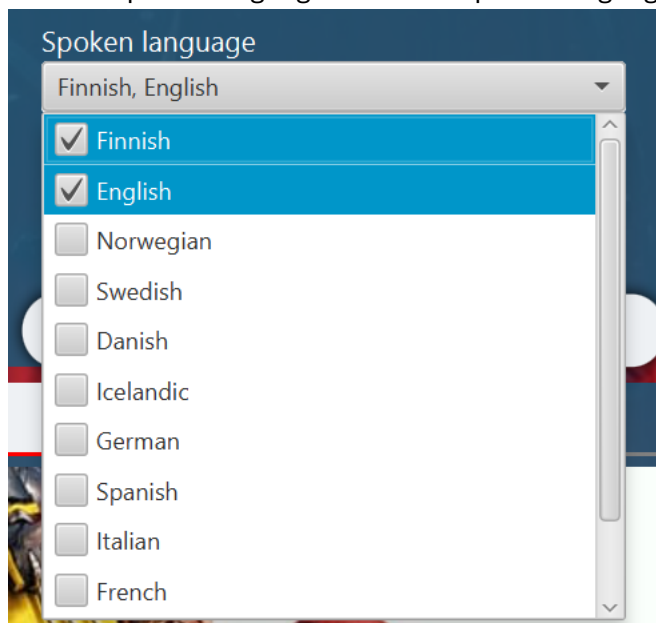 Spoken language
Finnish, English
Finnish
English
Norwegian
Swedish
Danish
Icelandic
German
Spanish
Italian
French